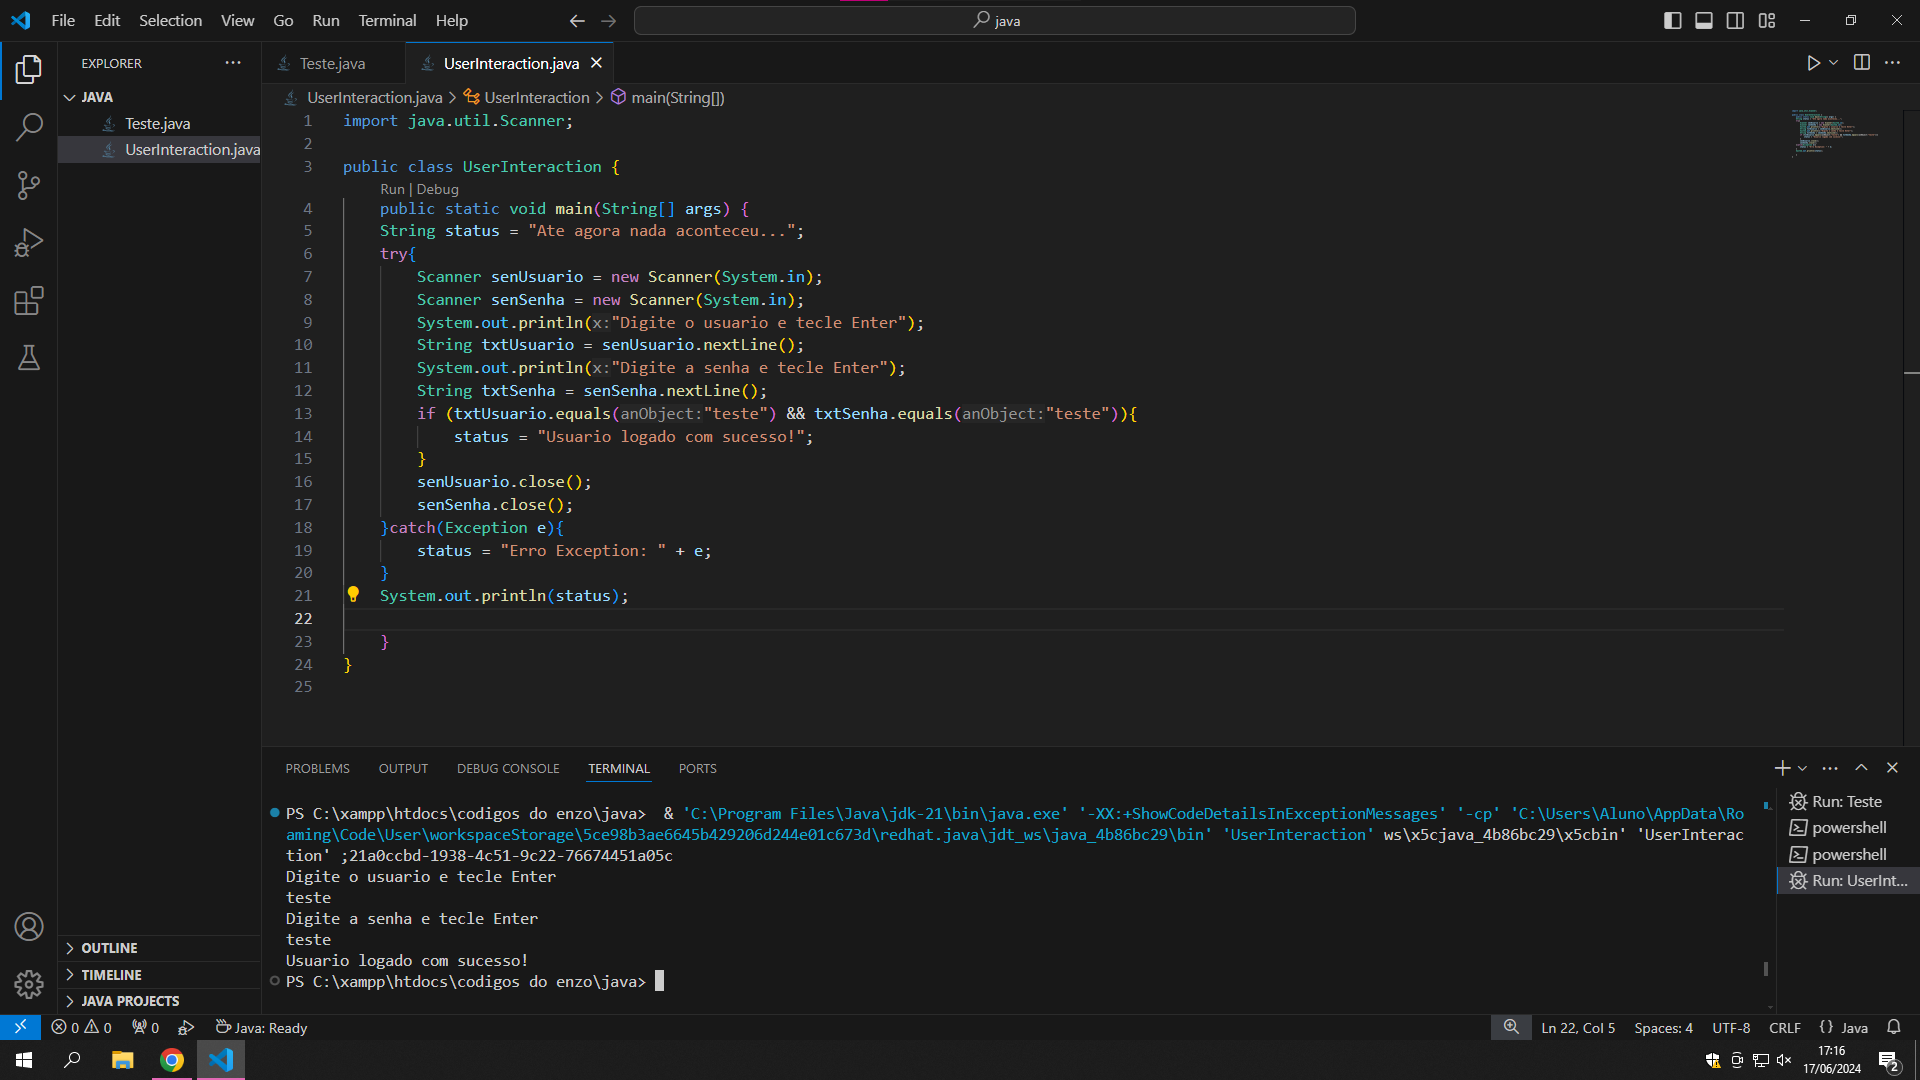 File Edit Selection View Go Run Terminal Help
java
EXPLORER
JAVA
Teste.java
UserInteraction.java
OUTLINE
TIMELINE
JAVA PROJECTS
Teste.java
UserInteraction.java
UserInteraction.java > UserInteraction > main(String[])
1 import java.util.Scanner;
2
3 public class UserInteraction {
Run | Debug
4     public static void main(String[] args) {
5     String status = "Ate agora nada aconteceu...";
6     try{
7         Scanner senUsuario = new Scanner(System.in);
8         Scanner senSenha = new Scanner(System.in);
9         System.out.println(x:"Digite o usuario e tecle Enter");
10         String txtUsuario = senUsuario.nextLine();
11         System.out.println(x:"Digite a senha e tecle Enter");
12         String txtSenha = senSenha.nextLine();
13         if (txtUsuario.equals(anObject:"teste") && txtSenha.equals(anObject:"teste")){
14             status = "Usuario logado com sucesso!";
15         }
16         senUsuario.close();
17         senSenha.close();
18     }catch(Exception e){
19         status = "Erro Exception: " + e;
20     }
21     System.out.println(status);
22
23     }
24 }
25
PROBLEMS OUTPUT DEBUG CONSOLE TERMINAL PORTS
PS C:\xampp\htdocs\codigos do enzo\java>  & 'C:\Program Files\Java\jdk-21\bin\java.exe' '-XX:+ShowCodeDetailsInExceptionMessages' '-cp' 'C:\Users\Aluno\AppData\Ro
aming\Code\User\workspaceStorage\5ce98b3ae6645b429206d244e01c673d\redhat.java\jdt_ws\java_4b86bc29\bin' 'UserInteraction' ws\x5cjava_4b86bc29\x5cbin' 'UserInterac
tion' ;21a0ccbd-1938-4c51-9c22-76674451a05c
Digite o usuario e tecle Enter
teste
Digite a senha e tecle Enter
teste
Usuario logado com sucesso!
PS C:\xampp\htdocs\codigos do enzo\java>
Run: Teste
powershell
powershell
Run: UserInt...
0 0 0 Java: Ready
Ln 22, Col 5 Spaces: 4 UTF-8 CRLF {} Java
17:16
17/06/2024
2